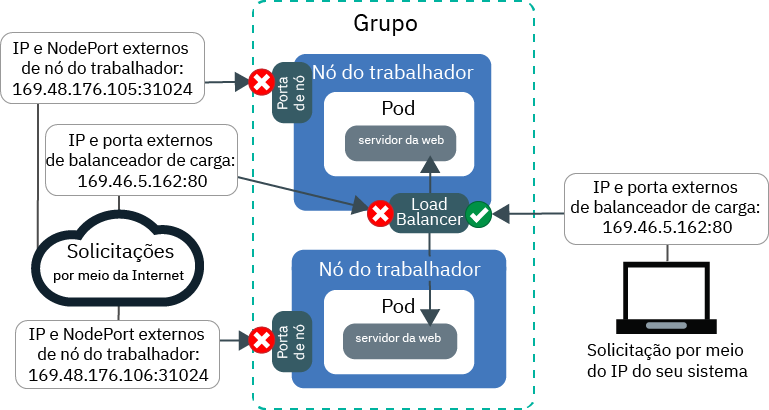 Grupo
IP e NodePort externos
de nó do trabalhador:
169.48.176.105:31024
Porta
de nó
Nó do trabalhador
Pod
servidor da web
IP e porta externos
de balanceador de carga:
169.46.5.162:80
Load
Balancer
IP e porta externos
de balanceador de carga:
169.46.5.162:80
Solicitações
por meio da Internet
Nó do trabalhador
Pod
servidor da web
Porta
de nó
IP e NodePort externos
de nó do trabalhador:
169.48.176.106:31024
Solicitação por meio
do IP do seu sistema